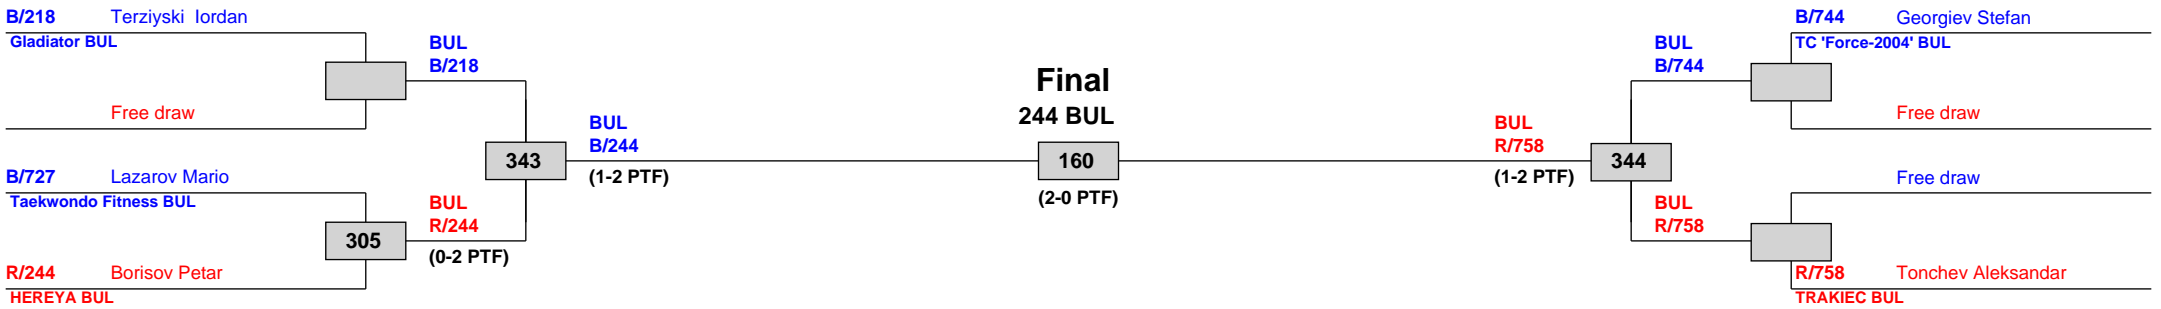 B/218 Terziyski Iordan
Gladiator BUL
Free draw
BUL
B/218
B/727 Lazarov Mario
Taekwondo Fitness BUL
305
R/244 Borisov Petar
HEREYA BUL
BUL
R/244
(0-2 PTF)
343
BUL
B/244
(1-2 PTF)
Final
244 BUL
160
(2-0 PTF)
BUL
R/758
(1-2 PTF)
344
BUL
B/744
BUL
R/758
B/744 Georgiev Stefan
TC 'Force-2004' BUL
Free draw
Free draw
R/758 Tonchev Aleksandar
TRAKIEC BUL